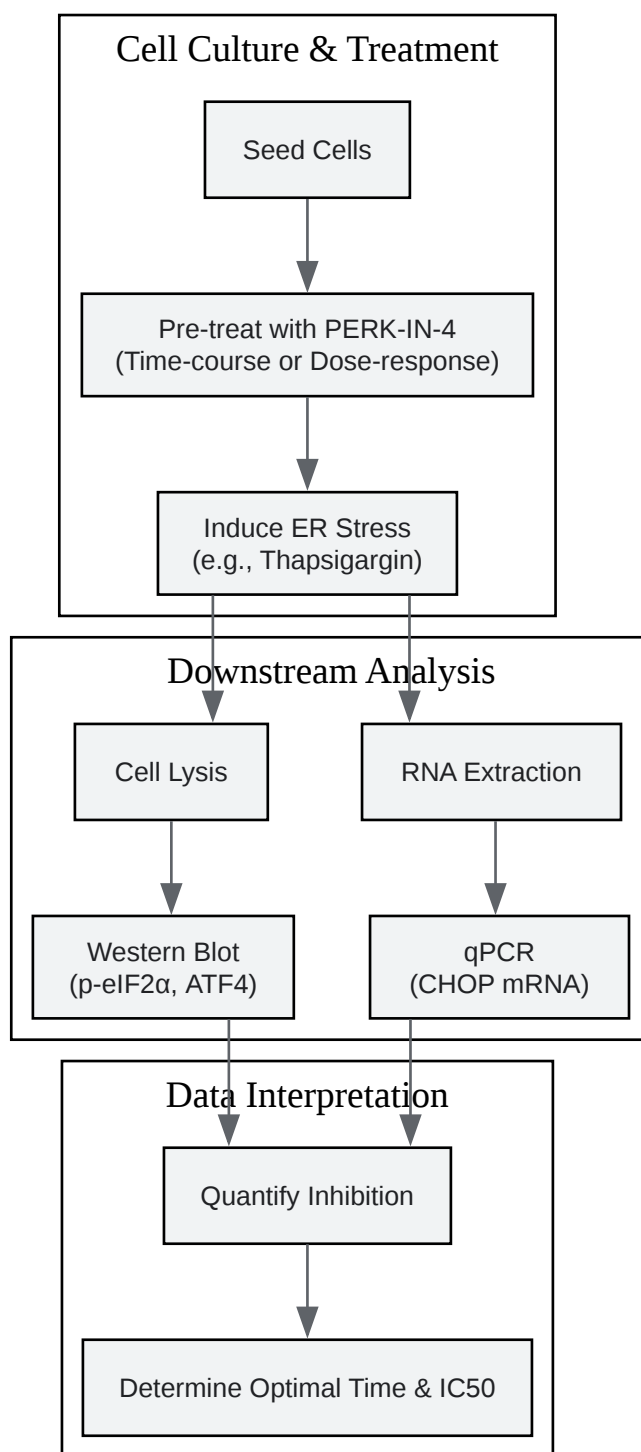 Cell Culture & Treatment
Seed Cells
Pre-treat with PERK-IN-4
(Time-course or Dose-response)
Induce ER Stress
(e.g., Thapsigargin)
Downstream Analysis
Cell Lysis
RNA Extraction
Western Blot
(p-eIF2α, ATF4)
qPCR
(CHOP mRNA)
Data Interpretation
Quantify Inhibition
Determine Optimal Time & IC50